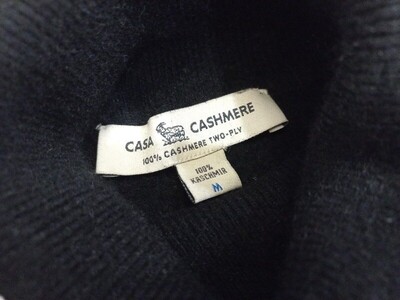 CASA CASHMERE
100% CASHMERE TWO-PLY
100%
KASCHMIR
M